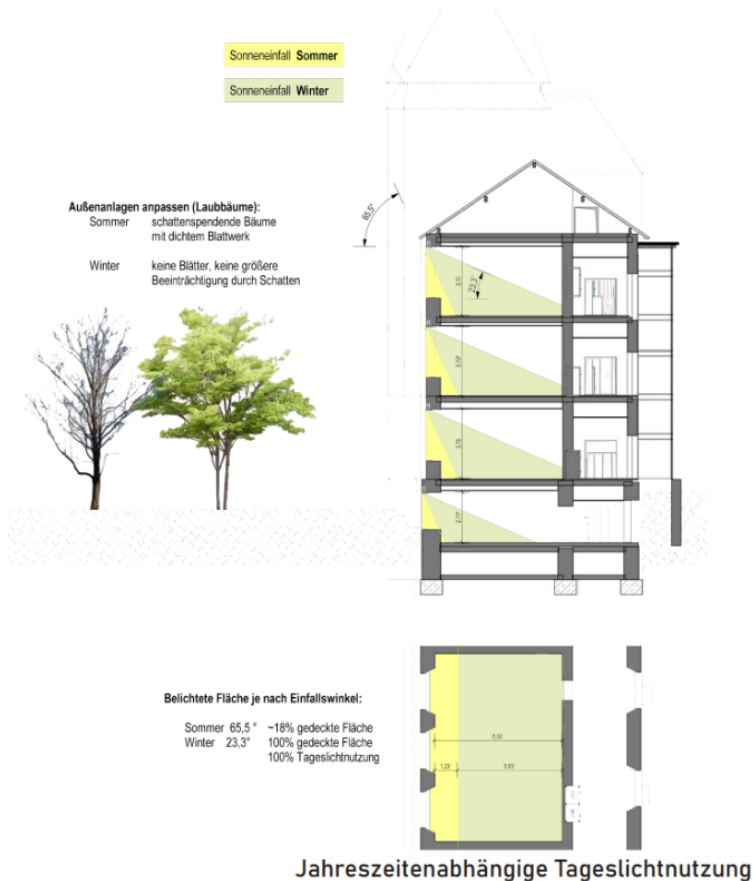 Sonneneinfall Sommer
Sonneneinfall Winter
65,5°
Außenanlagen anpassen (Laubbäume):
Sommer schattenspendende Bäume
mit dichtem Blattwerk
Winter keine Blätter, keine größere
Beeinträchtigung durch Schatten
23,3°
Belichtete Fläche je nach Einfallswinkel:
Sommer 65,5 ° ~18% gedeckte Fläche
Winter 23,3° 100% gedeckte Fläche
100% Tageslichtnutzung
Jahreszeitenabhängige Tageslichtnutzung